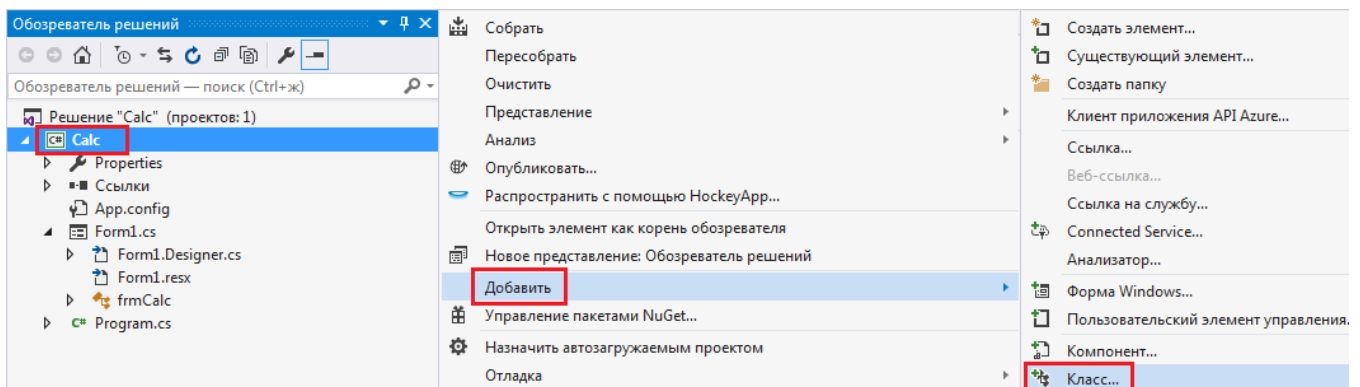 Обозреватель решений
Обозреватель решений — поиск (Ctrl+ж)
Решение "Calc" (проектов: 1)
C# Calc
Properties
Ссылки
App.config
Form1.cs
Form1.Designer.cs
Form1.resx
frmCalc
C# Program.cs
Собрать
Пересобрать
Очистить
Представление
Анализ
Опубликовать...
Распространить с помощью HockeyApp...
Открыть элемент как корень обозревателя
Новое представление: Обозреватель решений
Добавить
Управление пакетами NuGet...
Назначить автозагружаемым проектом
Отладка
Создать элемент...
Существующий элемент...
Создать папку
Клиент приложения API Azure...
Ссылка...
Веб-ссылка...
Ссылка на службу...
Connected Service...
Анализатор...
Форма Windows...
Пользовательский элемент управления.
Компонент...
Класс...